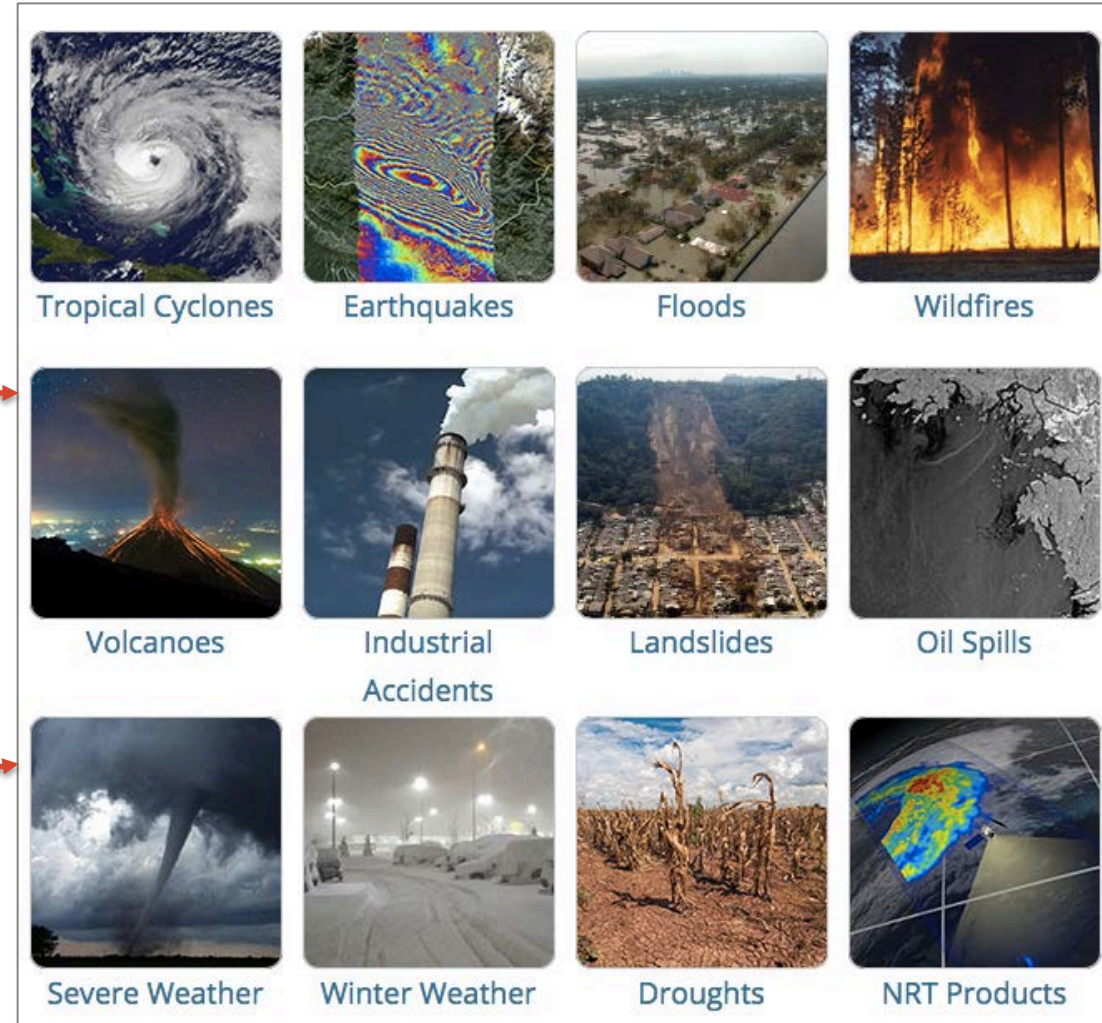 Tropical Cyclones
Earthquakes
Floods
Wildfires
Volcanoes
Industrial
Accidents
Landslides
Oil Spills
Severe Weather
Winter Weather
Droughts
NRT Products